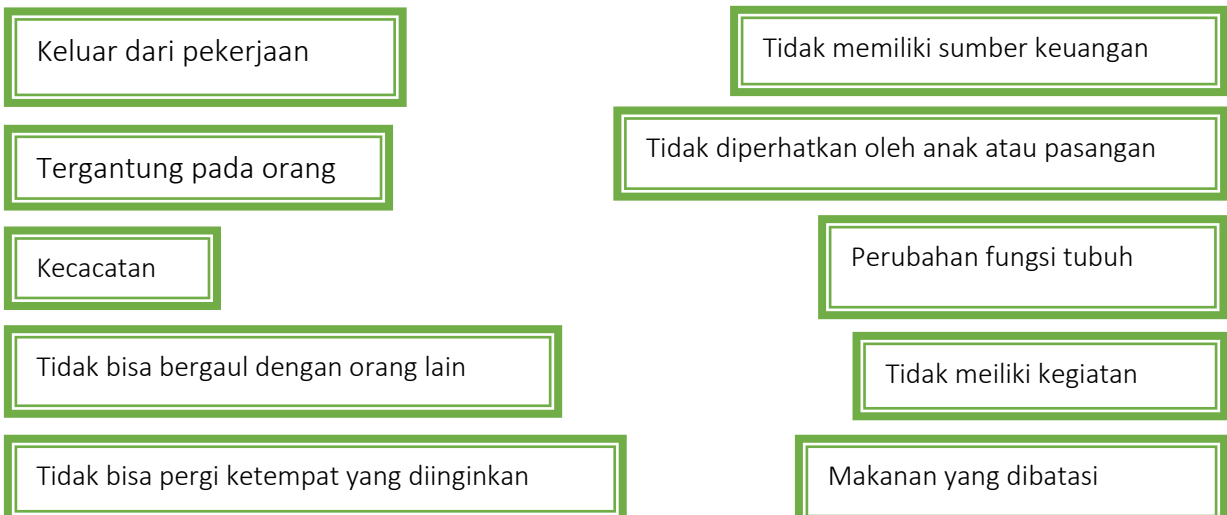 Keluar dari pekerjaan
Tidak memiliki sumber keuangan
Tergantung pada orang
Tidak diperhatkan oleh anak atau pasangan
Kecacatan
Perubahan fungsi tubuh
Tidak bisa bergaul dengan orang lain
Tidak meiliki kegiatan
Tidak bisa pergi ketempat yang diinginkan
Makanan yang dibatasi